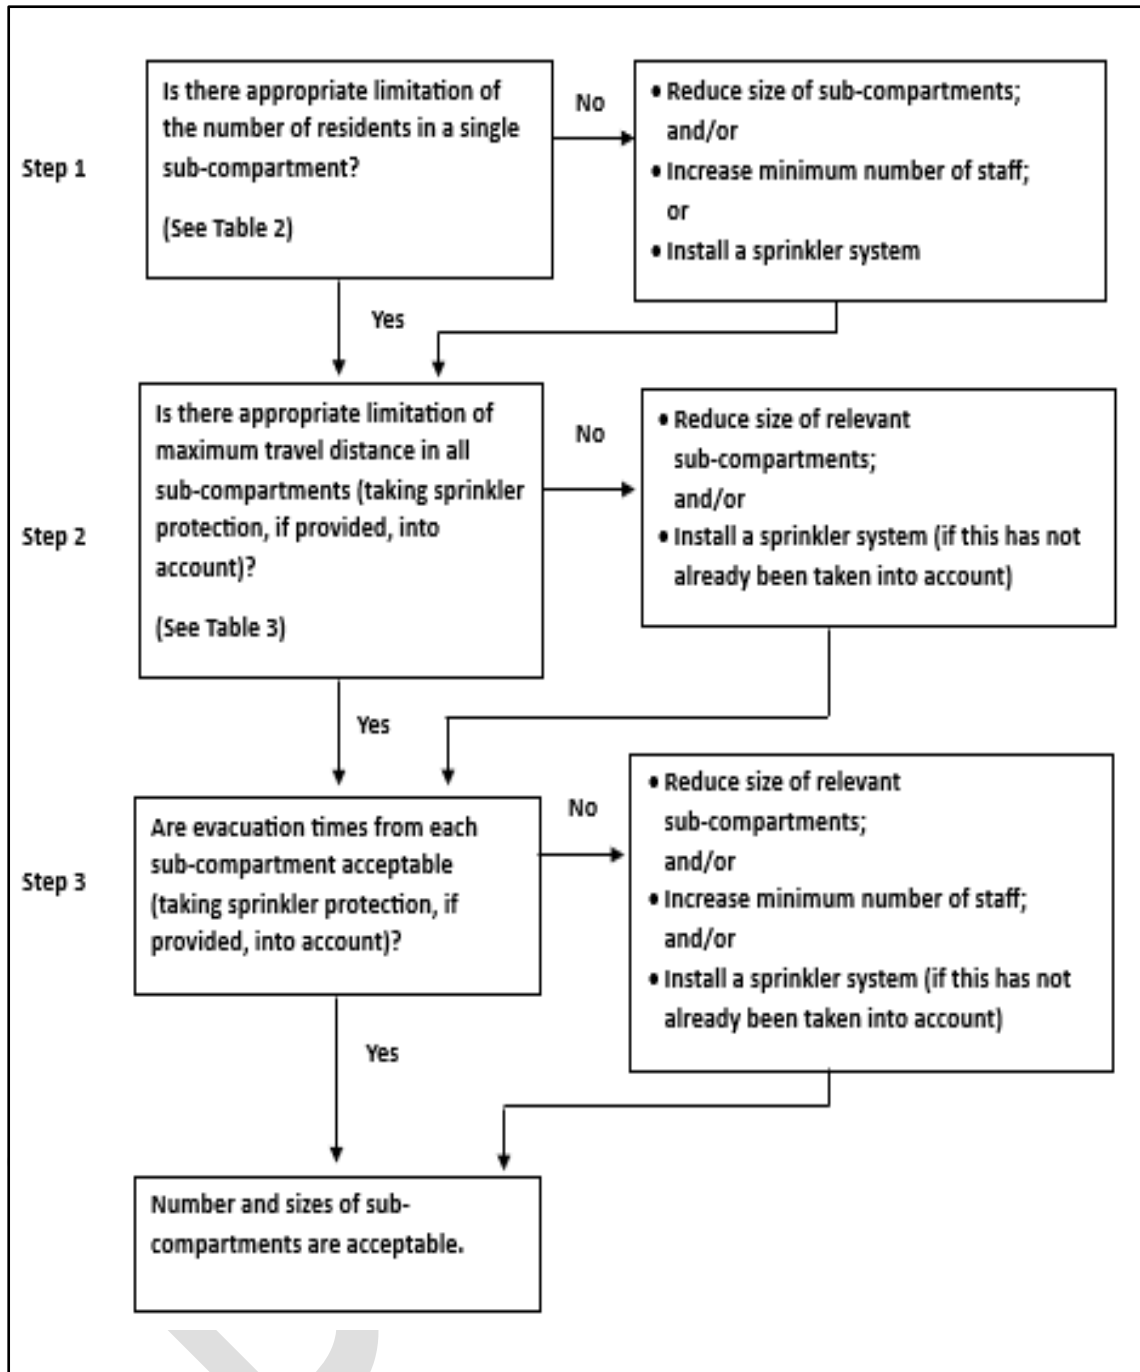 Is there appropriate limitation of
the number of residents in a single
sub-compartment?
(See Table 2)
Step 1
No
• Reduce size of sub-compartments;
and/or
• Increase minimum number of staff;
or
• Install a sprinkler system
Yes
Is there appropriate limitation of
maximum travel distance in all
sub-compartments (taking sprinkler
protection, if provided, into
account)?
(See Table 3)
Step 2
No
• Reduce size of relevant
sub-compartments;
and/or
• Install a sprinkler system (if this has not
already been taken into account)
Yes
Are evacuation times from each
sub-compartment acceptable
(taking sprinkler protection, if
provided, into account)?
Step 3
No
• Reduce size of relevant
sub-compartments;
and/or
• Increase minimum number of staff;
and/or
• Install a sprinkler system (if this has not
already been taken into account)
Yes
Number and sizes of sub-
compartments are acceptable.